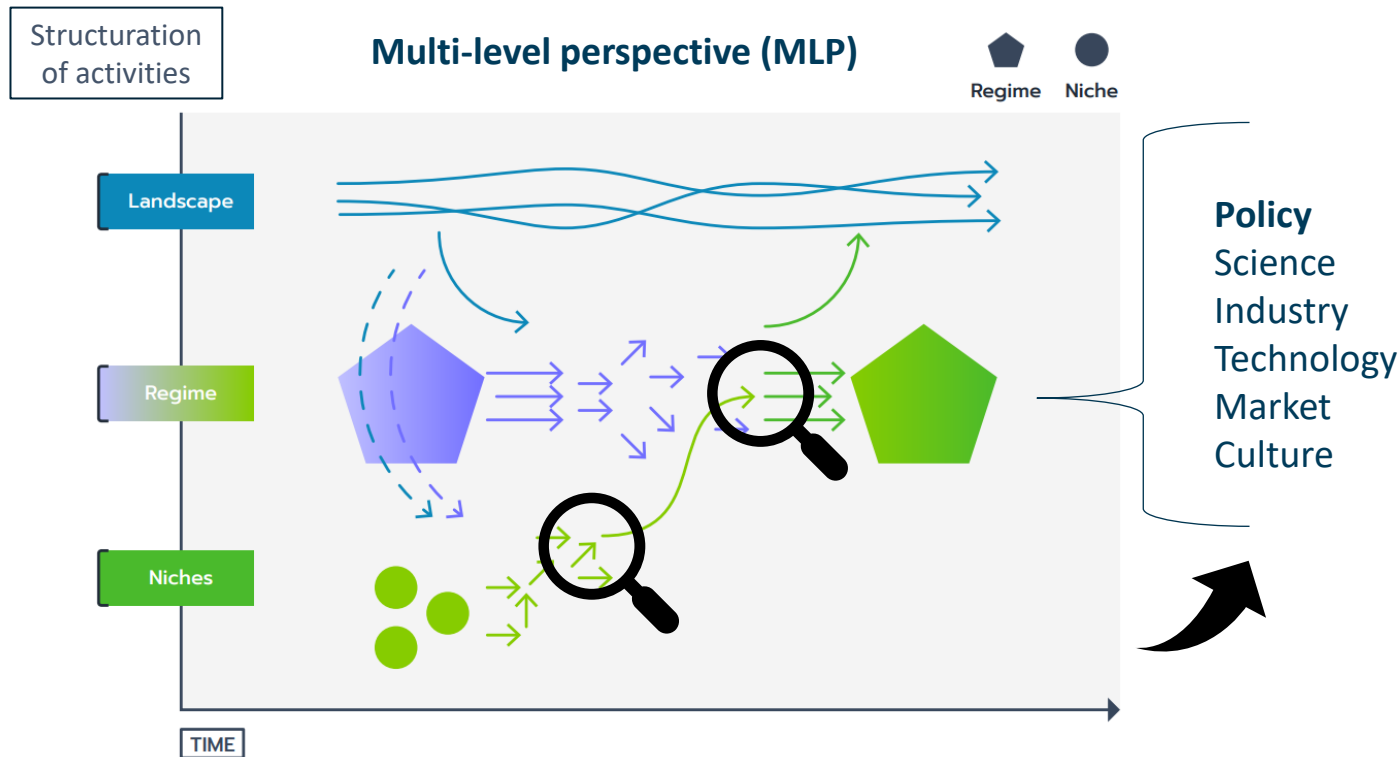 Structuration
of activities
Multi-level perspective (MLP)
Regime
Niche
Landscape
Regime
Niches
Policy
Science
Industry
Technology
Market
Culture
TIME